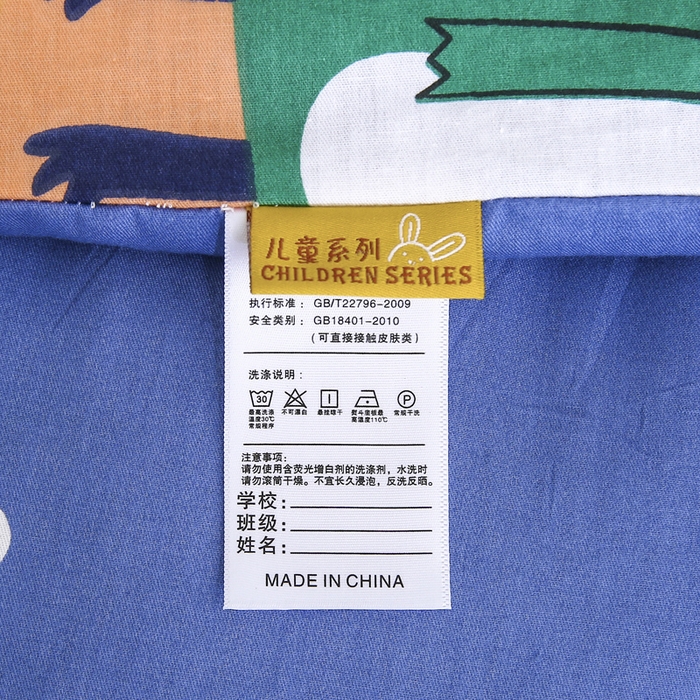 儿童系列
CHILDREN SERIES
执行标准: GB/T22796-2009
安全类别: GB18401-2010
(可直接接触皮肤类)
洗涤说明:
30 P
最高洗涤 不可漂白 悬挂晾干 熨斗垫板最 常规干洗
温度30℃ 高温度110℃
常规程序
注意事项:
请勿使用含荧光增白剂的洗涤剂，水洗时
请勿滚筒干燥。不宜长久浸泡，反洗反晒。
学校:
班级:
姓名:
MADE IN CHINA